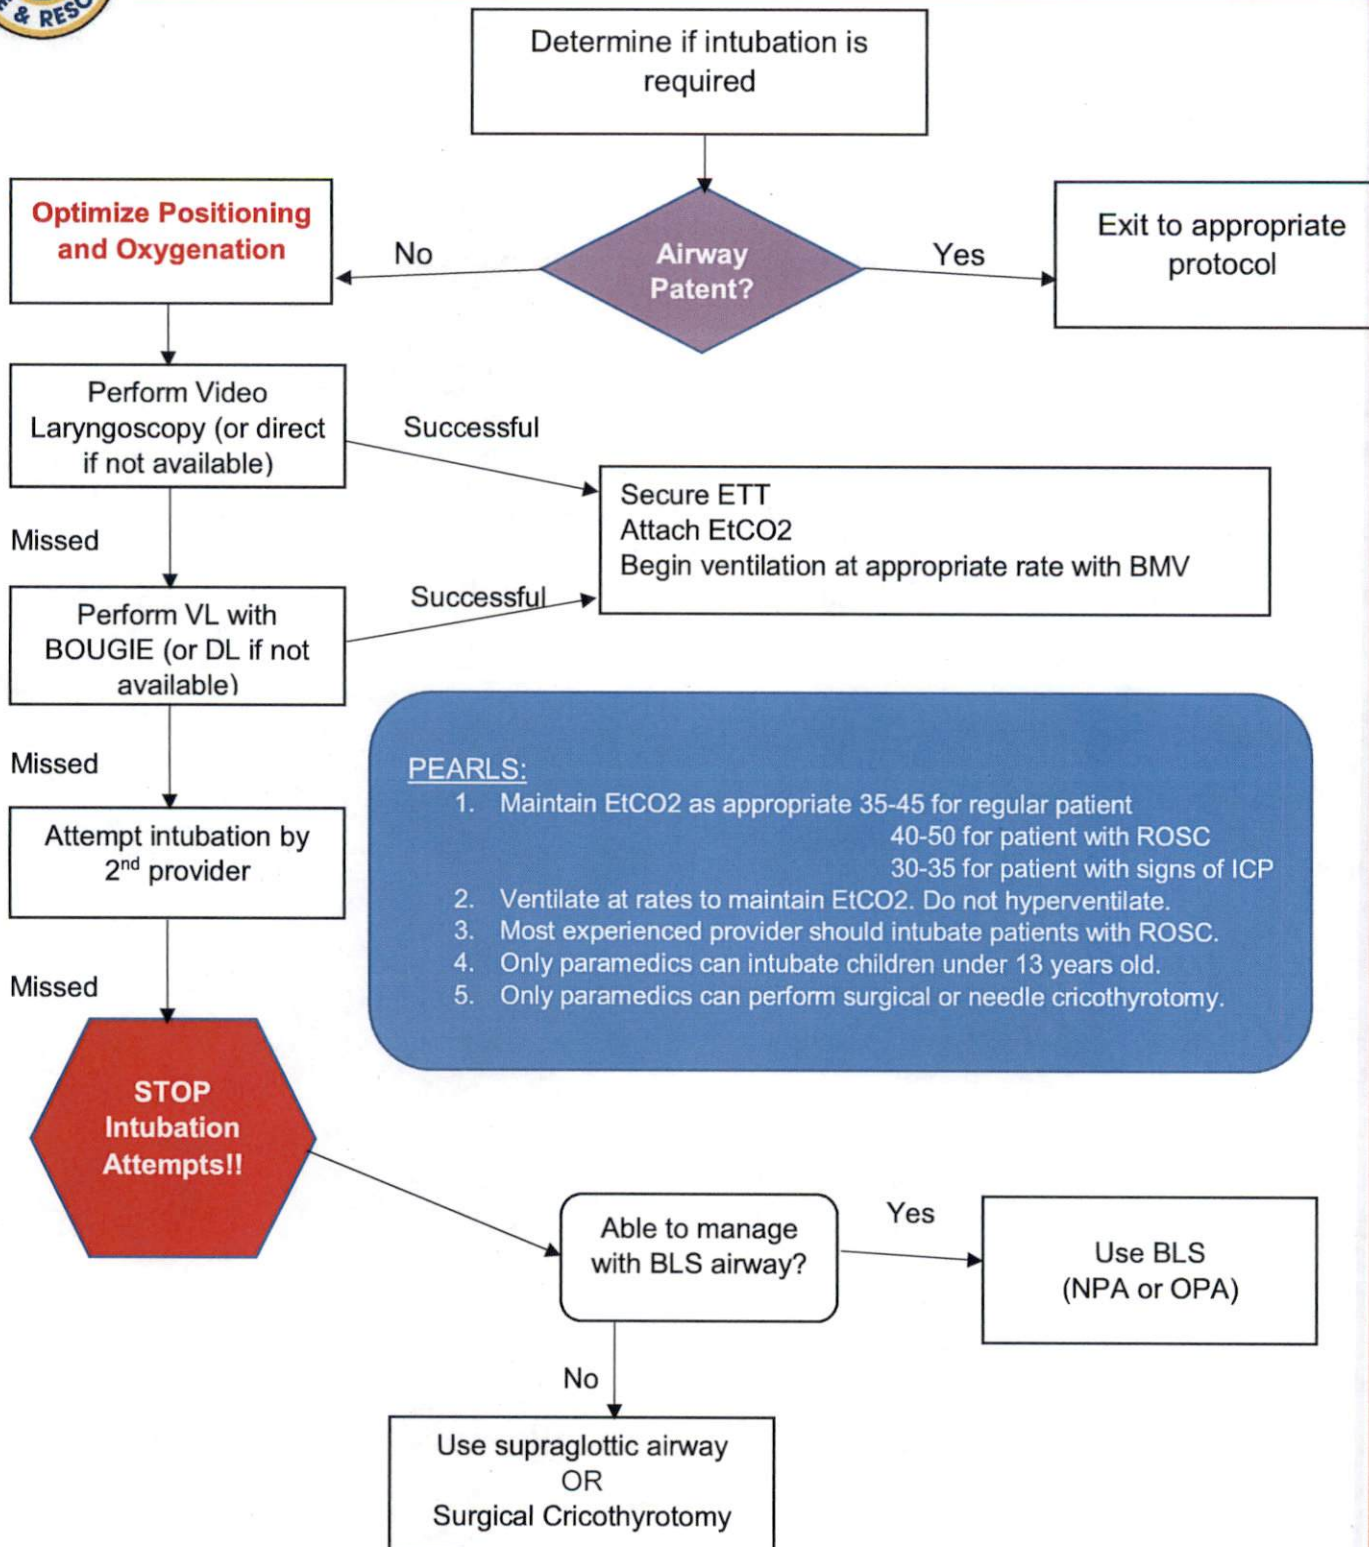 & RESC
Determine if intubation is
required
Optimize Positioning
and Oxygenation
No
Airway
Patent?
Yes
Exit to appropriate
protocol
Perform Video
Laryngoscopy (or direct
if not available)
Successful
Secure ETT
Attach EtCO2
Begin ventilation at appropriate rate with BMV
Missed
Successful
Perform VL with
BOUGIE (or DL if not
available)
Missed
PEARLS:
1. Maintain EtCO2 as appropriate 35-45 for regular patient
40-50 for patient with ROSC
30-35 for patient with signs of ICP
2. Ventilate at rates to maintain EtCO2. Do not hyperventilate.
3. Most experienced provider should intubate patients with ROSC.
4. Only paramedics can intubate children under 13 years old.
5. Only paramedics can perform surgical or needle cricothyrotomy.
Attempt intubation by
2nd provider
Missed
STOP
Intubation
Attempts!!
Able to manage
with BLS airway?
Yes
Use BLS
(NPA or OPA)
No
Use supraglottic airway
OR
Surgical Cricothyrotomy